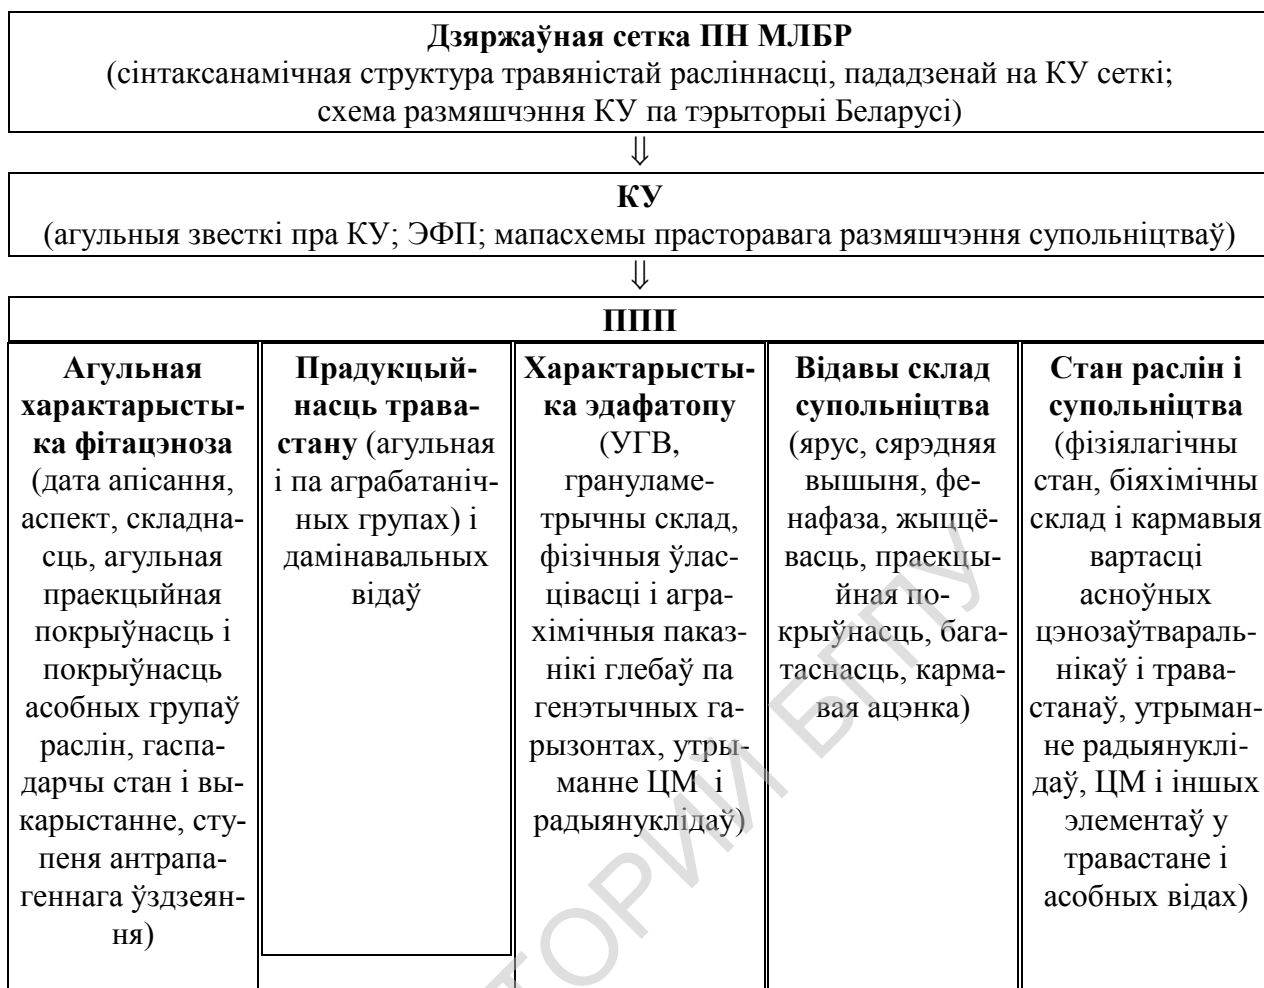 Дзяржаўная сетка ПН МЛБР
(сінтаксанамічная структура травяністай расліннасці, пададзенай на КУ сеткі;
схема размяшчэння КУ па тэрыторыі Беларусі)
⇓
КУ
(агульныя звесткі пра КУ; ЭФП; мапасхемы прасторавага размяшчэння супольніцтваў)
⇓
ППП
Агульная
характарысты-
ка фітацэноза
(дата апісання,
аспект, складна-
сць, агульная
праекцыйная
покрыўнасць і
покрыўнасць
асобных групаў
раслін, гаспа-
дарчы стан і вы-
карыстанне, сту-
пеня антрапа-
геннага ўздзеян-
ня)
Прадукцый-
насць трава-
стану (агульная
і па аграбатаніч-
ных групах) і
дамінавальных
відаў
Характарысты-
ка эдафатопу
(УГВ,
грануламе-
трычны склад,
фізічныя ўлас-
цівасці і агра-
хімічныя паказ-
нікі глебаў па
генэтычных га-
рызонтах, утры-
манне ЦМ і
радыянуклідаў)
Відавы склад
супольніцтва
(ярус, сярэдняя
вышыня, фе-
нафаза, жыццё-
васць, праекцы-
йная по-
крыўнасць, бага-
таснасць, карма-
вая ацэнка)
Стан раслін і
супольніцтва
(фізіялагічны
стан, біяхімічны
склад і кармавыя
вартасці
асноўных
цэнозаўтвараль-
нікаў і трава-
станаў, утрыман-
не радыянуклі-
даў, ЦМ і іншых
элементаў у
травастане і
асобных відах)
ТОРИЙ БГПУ